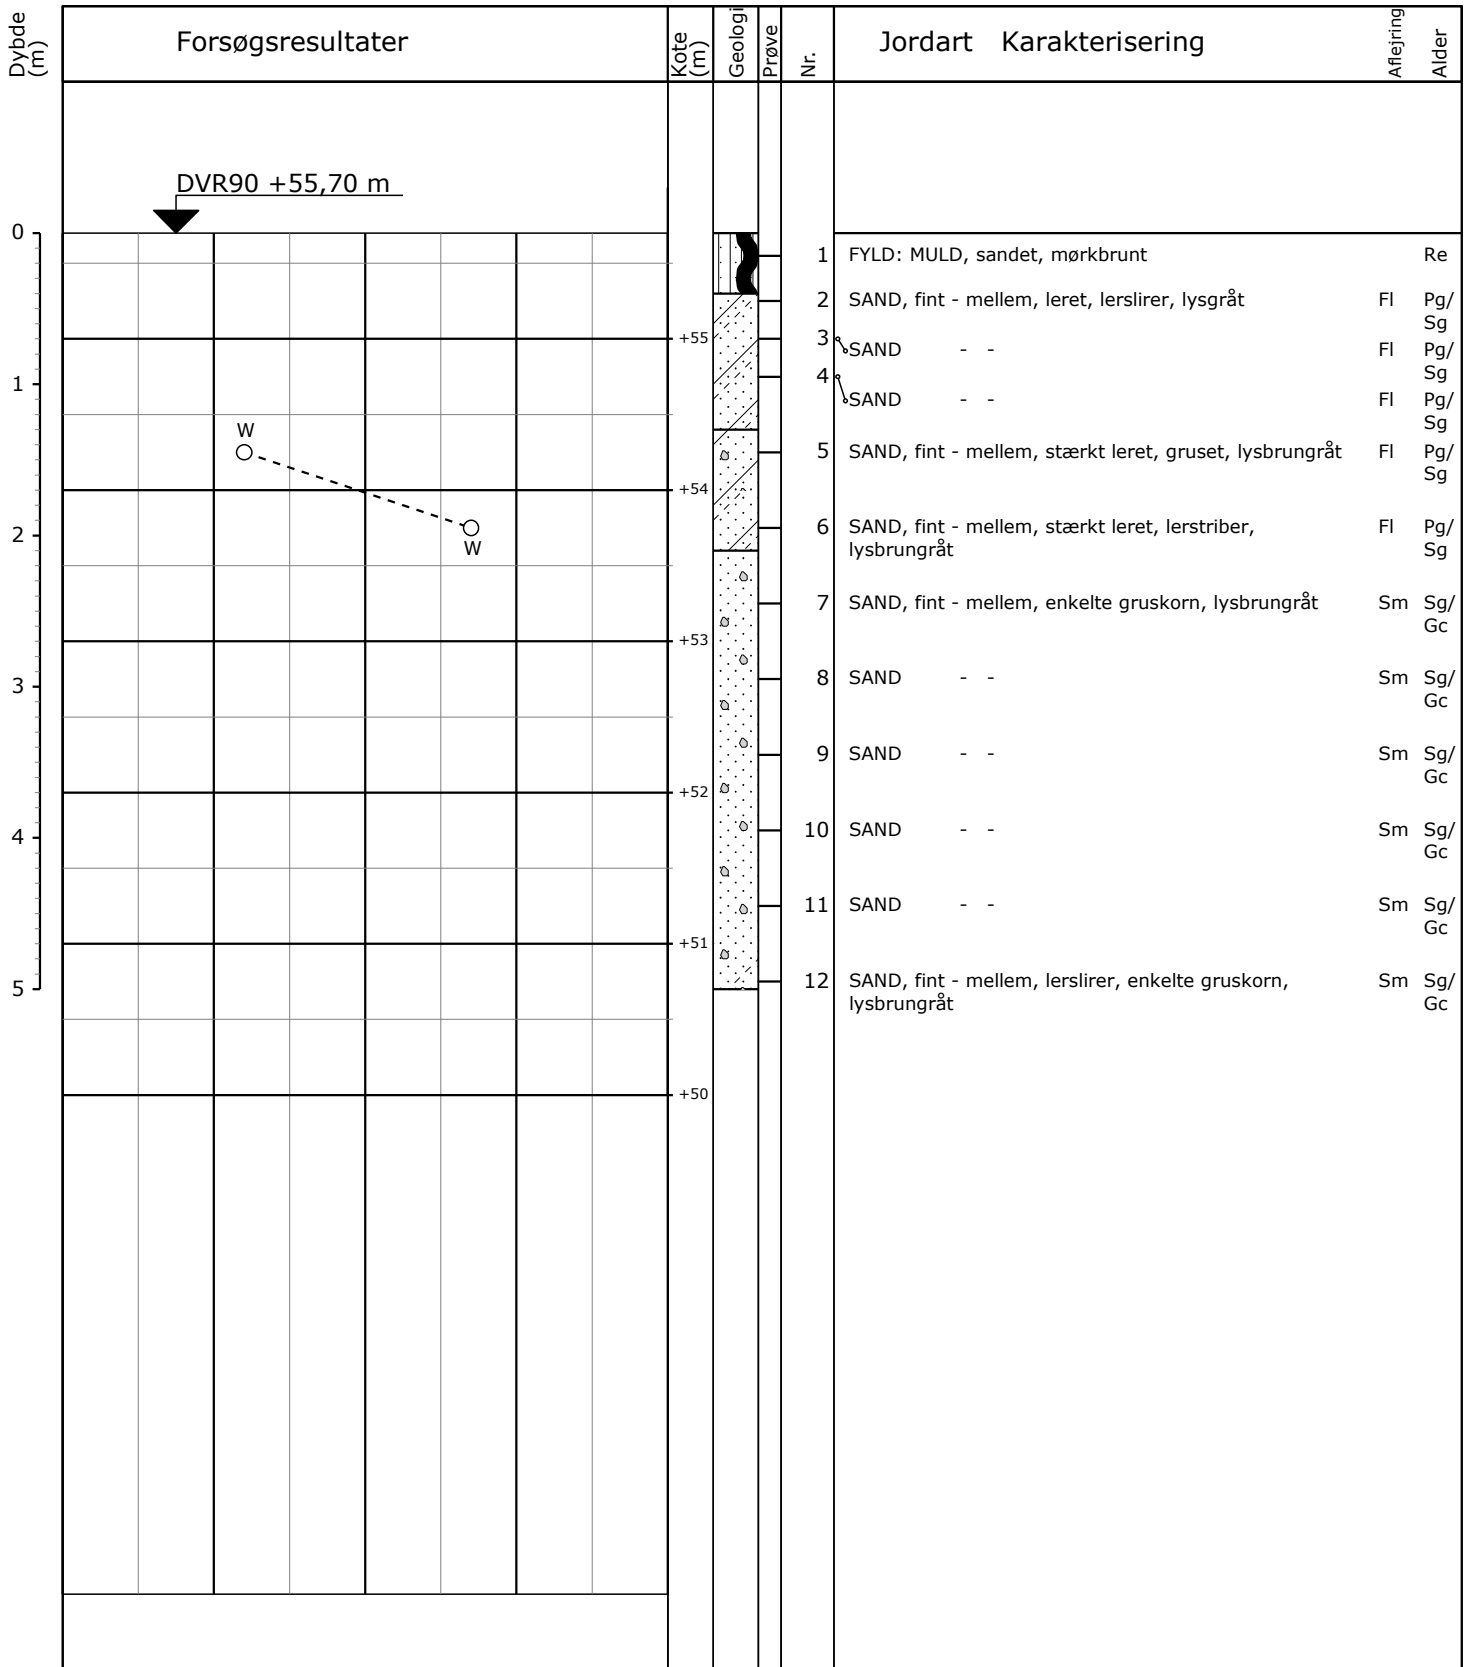 Dybde
(m)
Forsøgsresultater
Kote
(m)
Geologi
Prøve
Nr.
Jordart Karakterisering
Aflejring
Alder
DVR90 +55,70 m
0
1 FYLD: MULD, sandet, mørkbrunt Re
2 SAND, fint - mellem, leret, lerslirer, lysgråt Fl Pg/
Sg
+55
3 SAND - - Fl Pg/
Sg
1
4 SAND - - Fl Pg/
Sg
W
5 SAND, fint - mellem, stærkt leret, gruset, lysbrungråt Fl Pg/
Sg
+54
2
W
6 SAND, fint - mellem, stærkt leret, lerstriber, Fl Pg/
lysbrungråt Sg
7 SAND, fint - mellem, enkelte gruskorn, lysbrungråt Sm Sg/
Gc
+53
3
8 SAND - - Sm Sg/
Gc
9 SAND - - Sm Sg/
Gc
+52
4
10 SAND - - Sm Sg/
Gc
11 SAND - - Sm Sg/
Gc
+51
5
12 SAND, fint - mellem, lerslirer, enkelte gruskorn, Sm Sg/
lysbrungråt Gc
+50